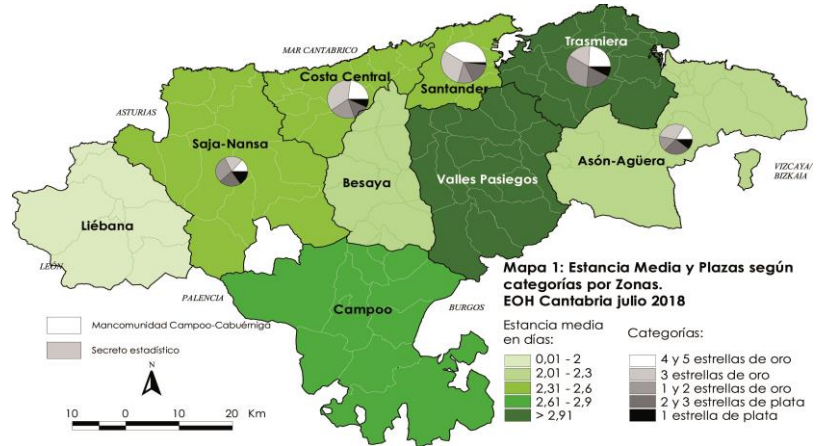 MAR CANTABRICO
Trasmiera
Costa Central
Santander
ASTURIAS
Saja-Nansa
Asón-Agüera
Besaya
Valles Pasiegos
VIZCAYA/
BIZKAIA
Liébana
LEÓN
PALENCIA
Campoo
BURGOS
Mapa 1: Estancia Media y Plazas según
categorías por Zonas.
EOH Cantabria julio 2018
Mancomunidad Campoo-Cabuérniga
Secreto estadístico
N
10 0 10 20 Km
Estancia media
en días:
0,01 - 2
2,01 - 2,3
2,31 - 2,6
2,61 - 2,9
> 2,91
Categorías:
4 y 5 estrellas de oro
3 estrellas de oro
1 y 2 estrellas de oro
2 y 3 estrellas de plata
1 estrella de plata